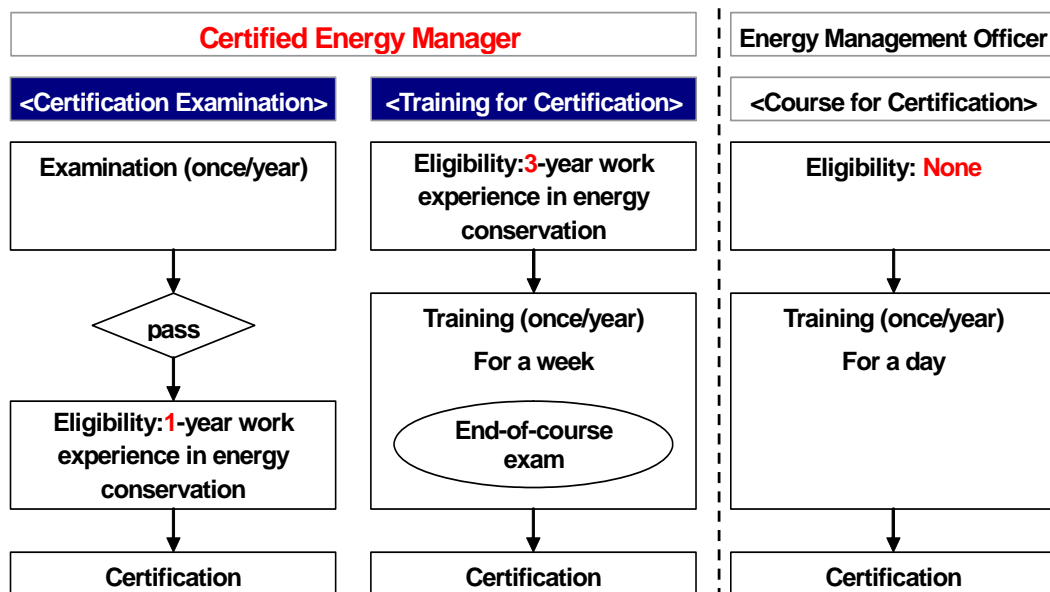 Certified Energy Manager
Energy Management Officer
<Certification Examination>
<Training for Certification>
<Course for Certification>
Examination (once/year)
pass
Eligibility:1-year work
experience in energy
conservation
Certification
Eligibility:3-year work
experience in energy
conservation
Training (once/year)
For a week
End-of-course
exam
Certification
Eligibility: None
Training (once/year)
For a day
Certification